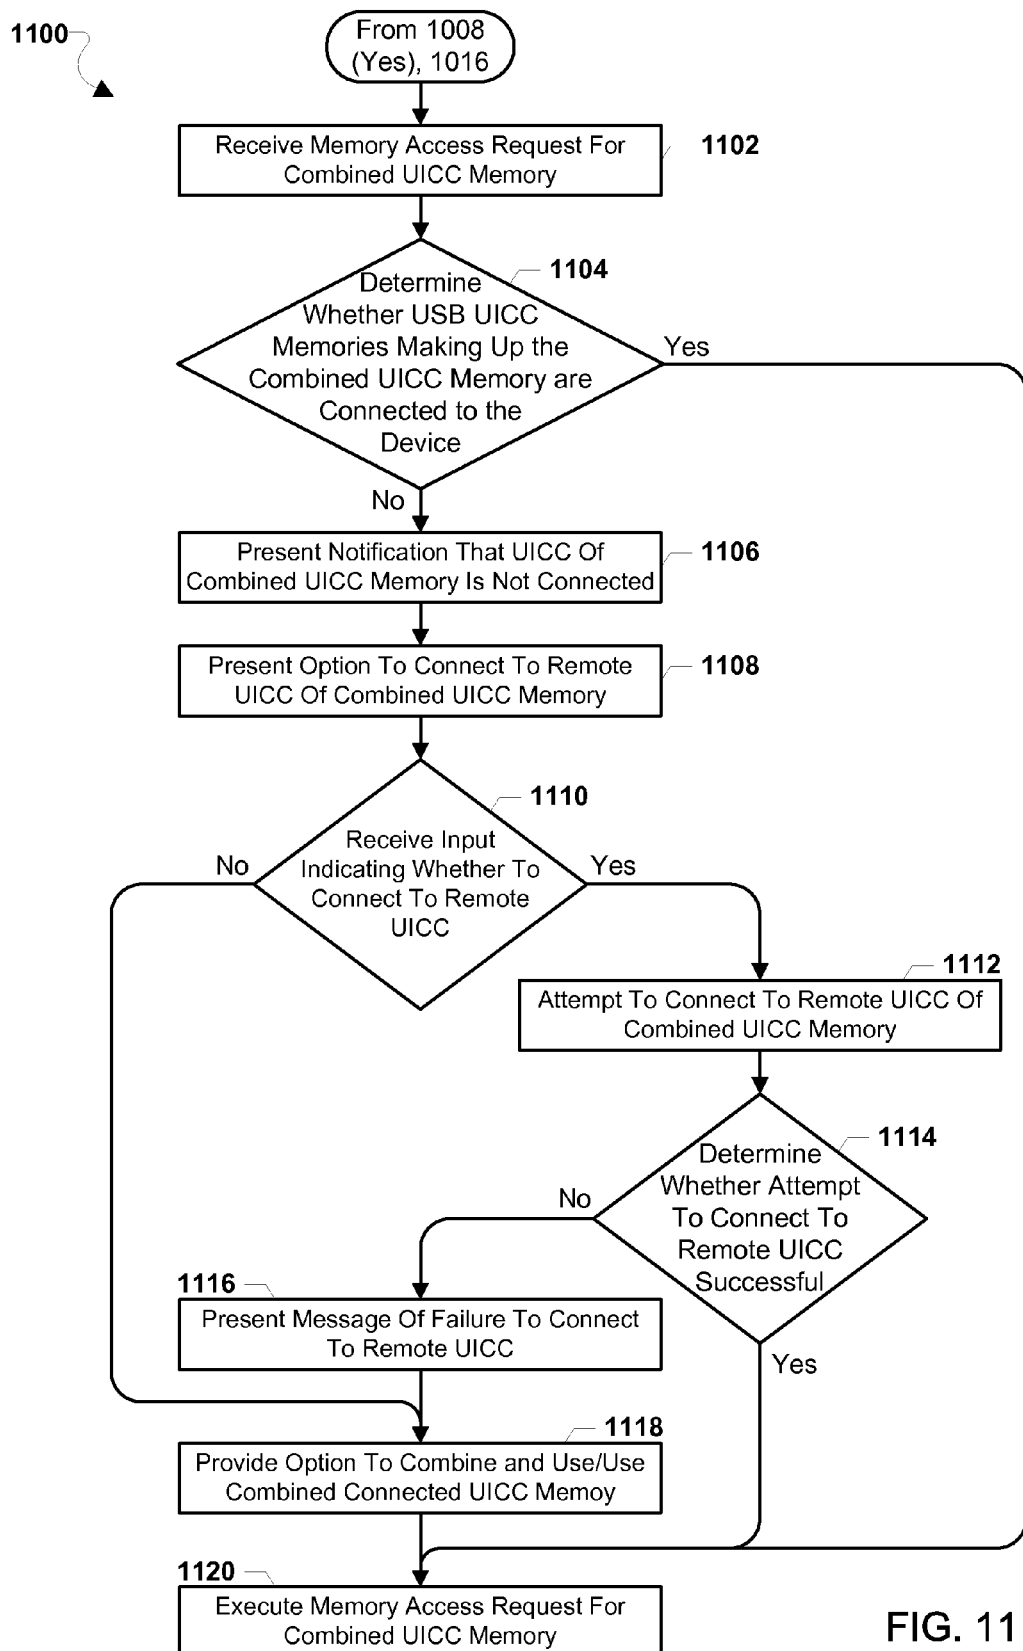 1100
From 1008
(Yes), 1016
Receive Memory Access Request For
Combined UICC Memory
1102
1104
Determine
Whether USB UICC
Memories Making Up the
Combined UICC Memory are
Connected to the
Device
Yes
No
Present Notification That UICC Of
Combined UICC Memory Is Not Connected
1106
Present Option To Connect To Remote
UICC Of Combined UICC Memory
1108
1110
Receive Input
Indicating Whether To
Connect To Remote
UICC
No
Yes
1112
Attempt To Connect To Remote UICC Of
Combined UICC Memory
1114
Determine
Whether Attempt
To Connect To
Remote UICC
Successful
No
Yes
1116
Present Message Of Failure To Connect
To Remote UICC
1118
Provide Option To Combine and Use/Use
Combined Connected UICC Memoy
1120
Execute Memory Access Request For
Combined UICC Memory
FIG. 11